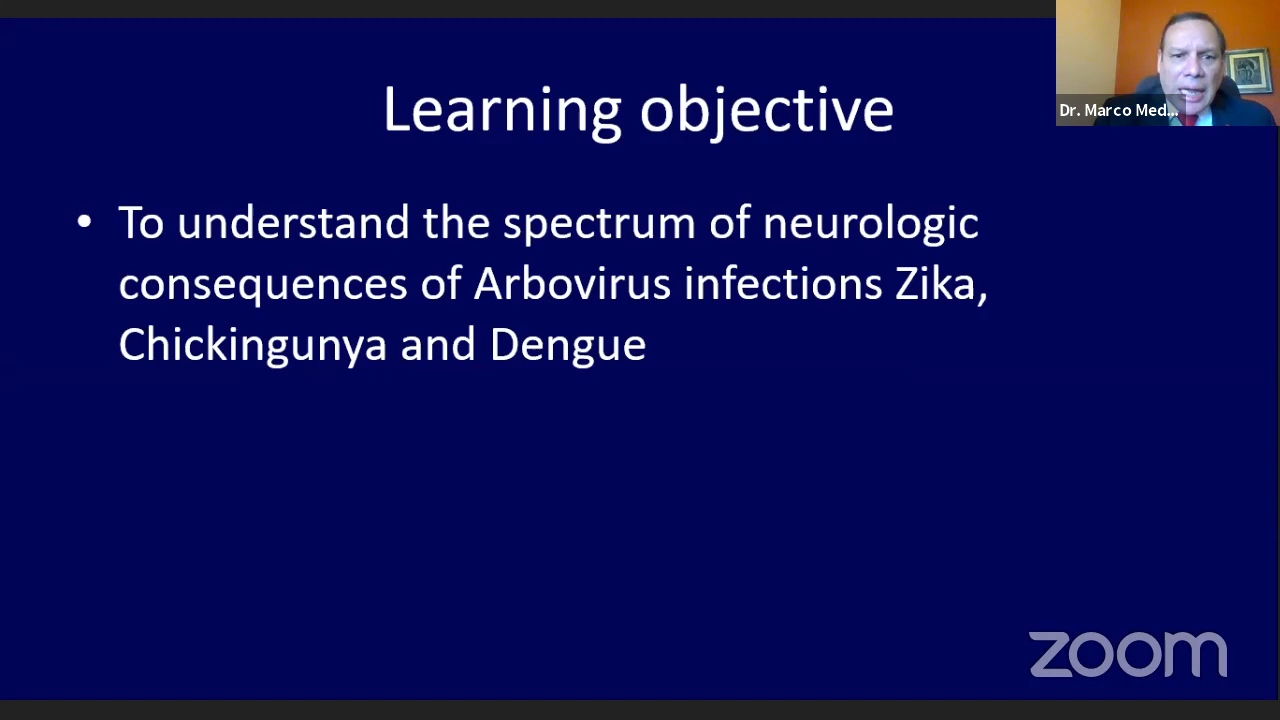 Learning objective
Dr. Marco Med...
• To understand the spectrum of neurologic
consequences of Arbovirus infections Zika,
Chickingunya and Dengue
zoom